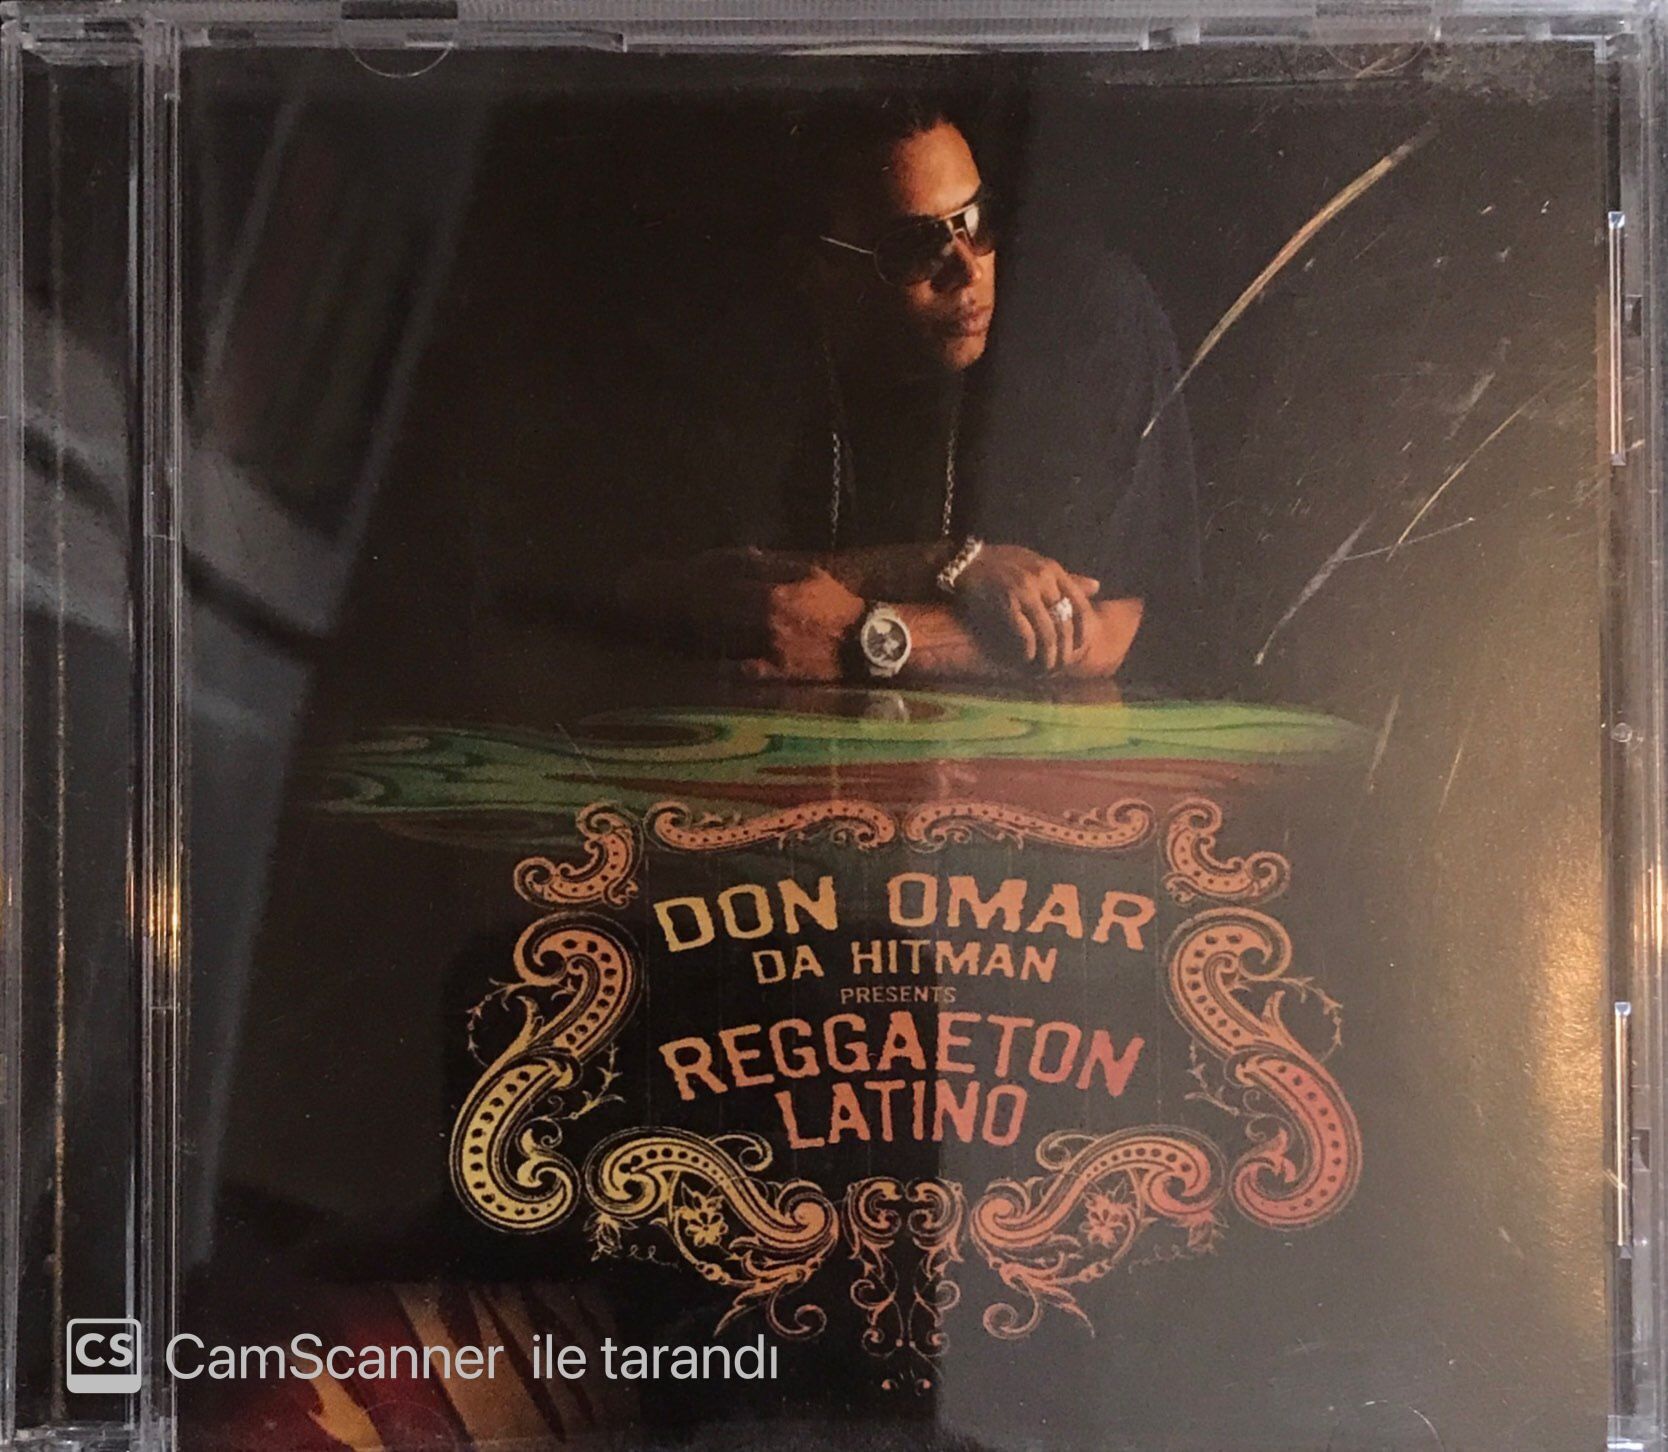 DON OMAR
DA HITMAN
PRESENTS
REGGAETON
LATINO
CS CamScanner ile tarandı